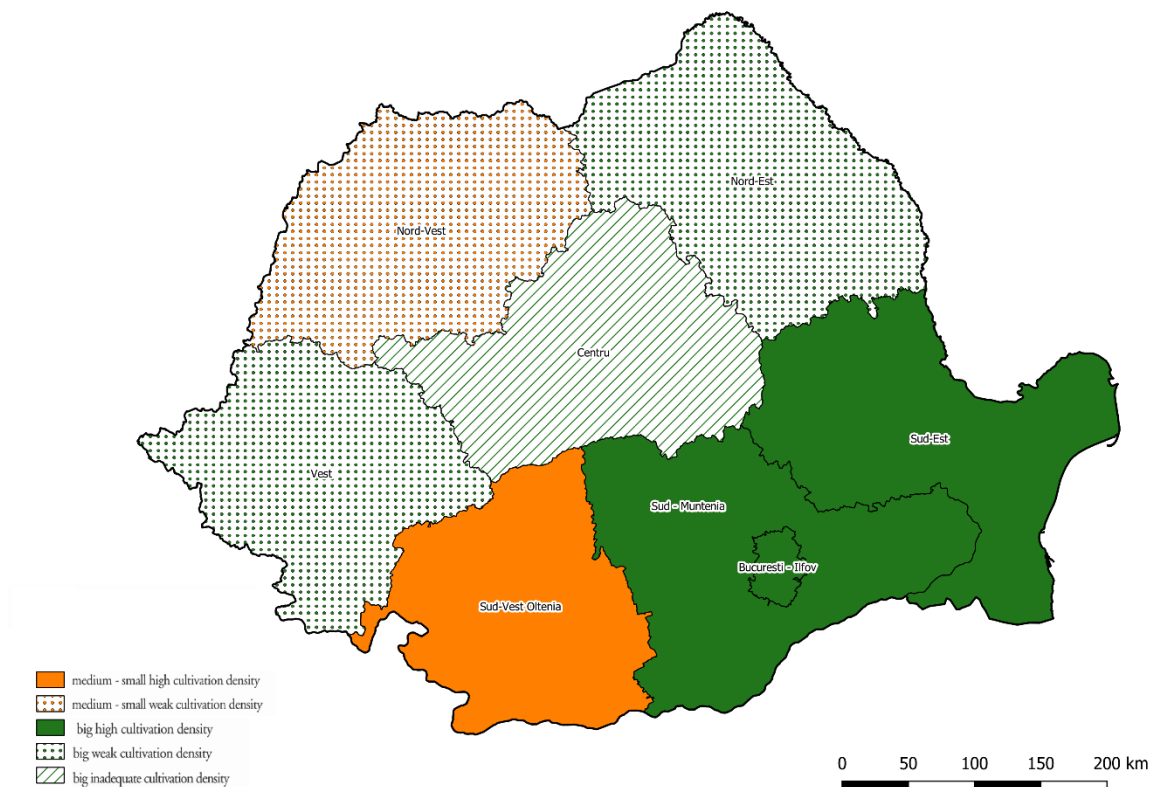 Nord-Est
Nord-Vest
Centru
Sud-Est
Vest
Sud - Muntenia
Bucuresti - Ilfov
Sud-Vest Oltenia
medium - small high cultivation density
medium - small weak cultivation density
big high cultivation density
big weak cultivation density
big inadequate cultivation density
0 50 100 150 200 km